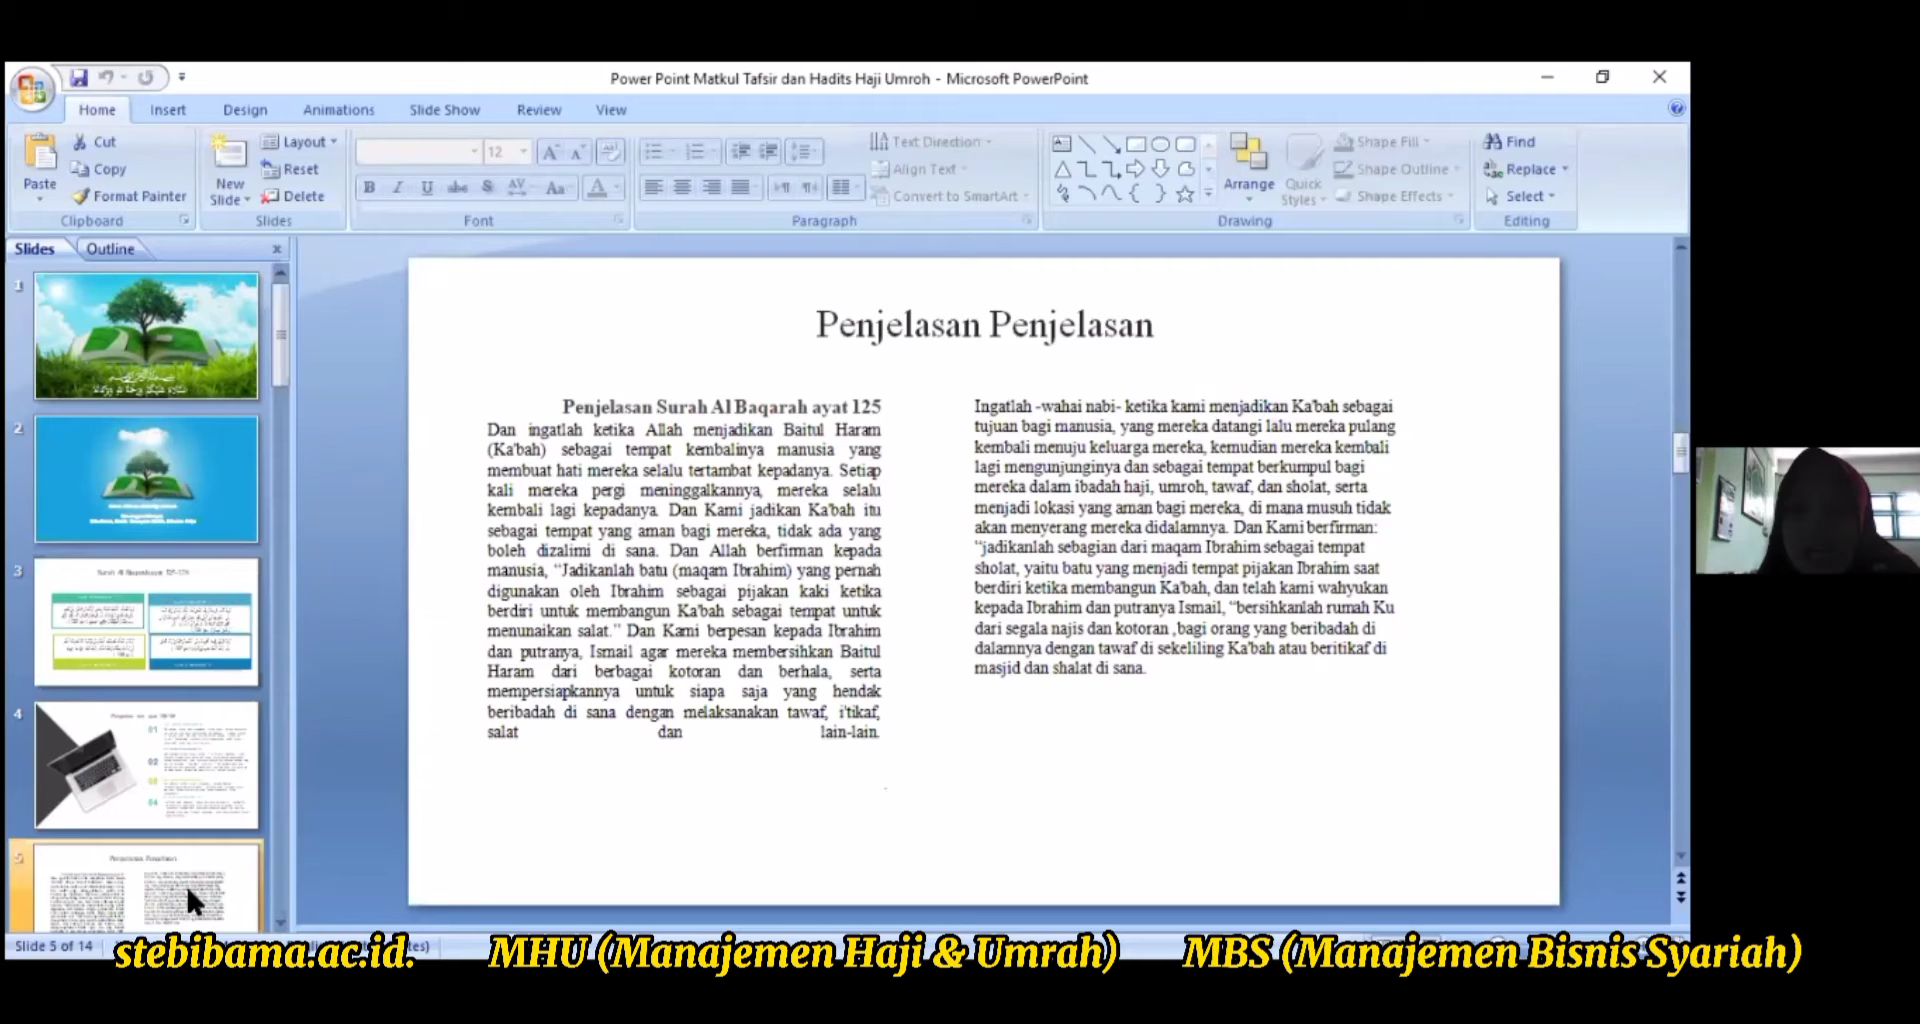 Power Point Matkul Tafsir dan Hadits Haji Umroh - Microsoft PowerPoint
Home Insert Design Animations Slide Show Review View
Paste
Cut
Copy
Format Painter
Clipboard
New Slide
Layout
Reset
Delete
Slides
12
Font
Text Direction
Align Text
Convert to SmartArt
Paragraph
Arrange
Quick Styles
Shape Fill
Shape Outline
Shape Effects
Drawing
Find
Replace
Select
Editing
Slides Outline
1
2
3
4
01
02
03
04
5
Penjelasan Penjelasan
Penjelasan Surah Al Baqarah ayat 125
Dan ingatlah ketika Allah menjadikan Baitul Haram
(Ka'bah) sebagai tempat kembalinya manusia yang
membuat hati mereka selalu tertambat kepadanya. Setiap
kali mereka pergi meninggalkannya, mereka selalu
kembali lagi kepadanya. Dan Kami jadikan Ka'bah itu
sebagai tempat yang aman bagi mereka, tidak ada yang
boleh dizalimi di sana. Dan Allah berfirman kepada
manusia, “Jadikanlah batu (maqam Ibrahim) yang pernah
digunakan oleh Ibrahim sebagai pijakan kaki ketika
berdiri untuk membangun Ka'bah sebagai tempat untuk
menunaikan salat.” Dan Kami berpesan kepada Ibrahim
dan putranya, Ismail agar mereka membersihkan Baitul
Haram dari berbagai kotoran dan berhala, serta
mempersiapkannya untuk siapa saja yang hendak
beribadah di sana dengan melaksanakan tawaf, i'tikaf,
salat dan lain-lain.
Ingatlah -wahai nabi- ketika kami menjadikan Ka'bah sebagai
tujuan bagi manusia, yang mereka datangi lalu mereka pulang
kembali menuju keluarga mereka, kemudian mereka kembali
lagi mengunjunginya dan sebagai tempat berkumpul bagi
mereka dalam ibadah haji, umroh, tawaf, dan sholat, serta
menjadi lokasi yang aman bagi mereka, di mana musuh tidak
akan menyerang mereka didalamnya. Dan Kami berfirman:
“jadikanlah sebagian dari maqam Ibrahim sebagai tempat
sholat, yaitu batu yang menjadi tempat pijakan Ibrahim saat
berdiri ketika membangun Ka'bah, dan telah kami wahyukan
kepada Ibrahim dan putranya Ismail, “bersihkanlah rumah Ku
dari segala najis dan kotoran ,bagi orang yang beribadah di
dalamnya dengan tawaf di sekeliling Ka'bah atau beritikaf di
masjid dan shalat di sana.
Slide 5 of 14
stebibama.ac.id. MHU (Manajemen Haji & Umrah) MBS (Manajemen Bisnis Syariah)